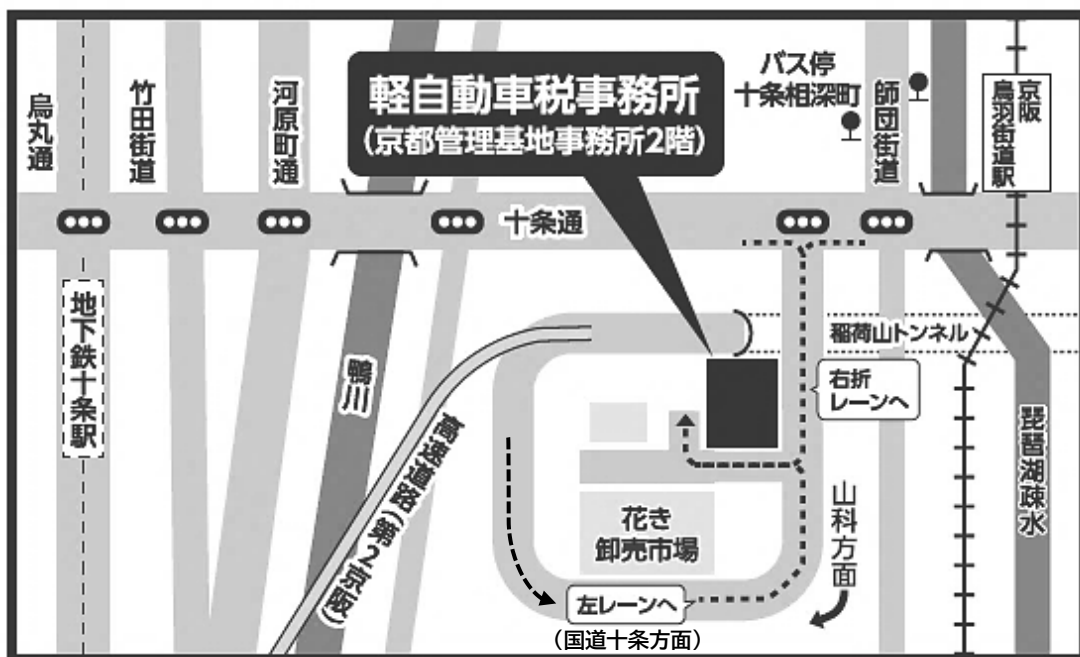 烏丸通
竹田街道
河原町通
軽自動車税事務所
(京都管理基地事務所2階)
バス停
十条相深町
師団街道
京阪
鳥羽街道駅
十条通
地下鉄十条駅
鴨川
高速道路(第2京阪)
稲荷山トンネル
右折
レーンへ
琵琶湖疎水
花き
卸売市場
山科方面
左レーンへ
(国道十条方面)